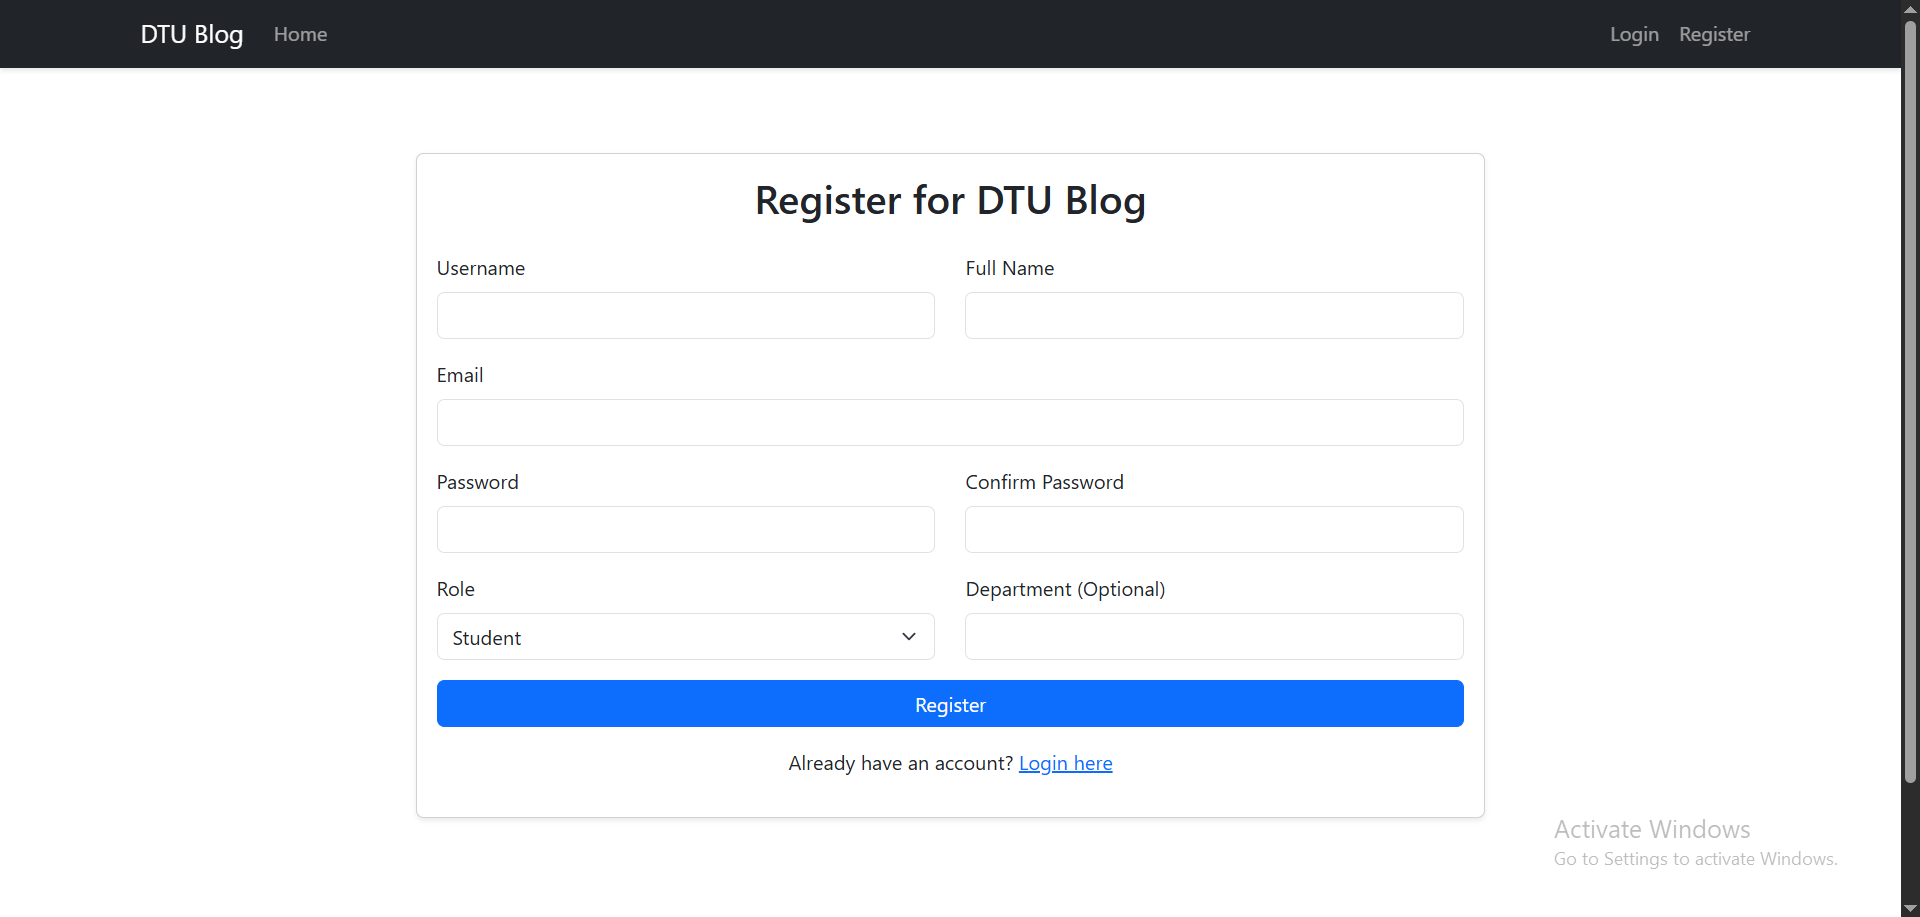 DTU Blog Home Login Register
Register for DTU Blog
Username Full Name
Email
Password Confirm Password
Role Department (Optional)
Student
Register
Already have an account? Login here
Activate Windows
Go to Settings to activate Windows.